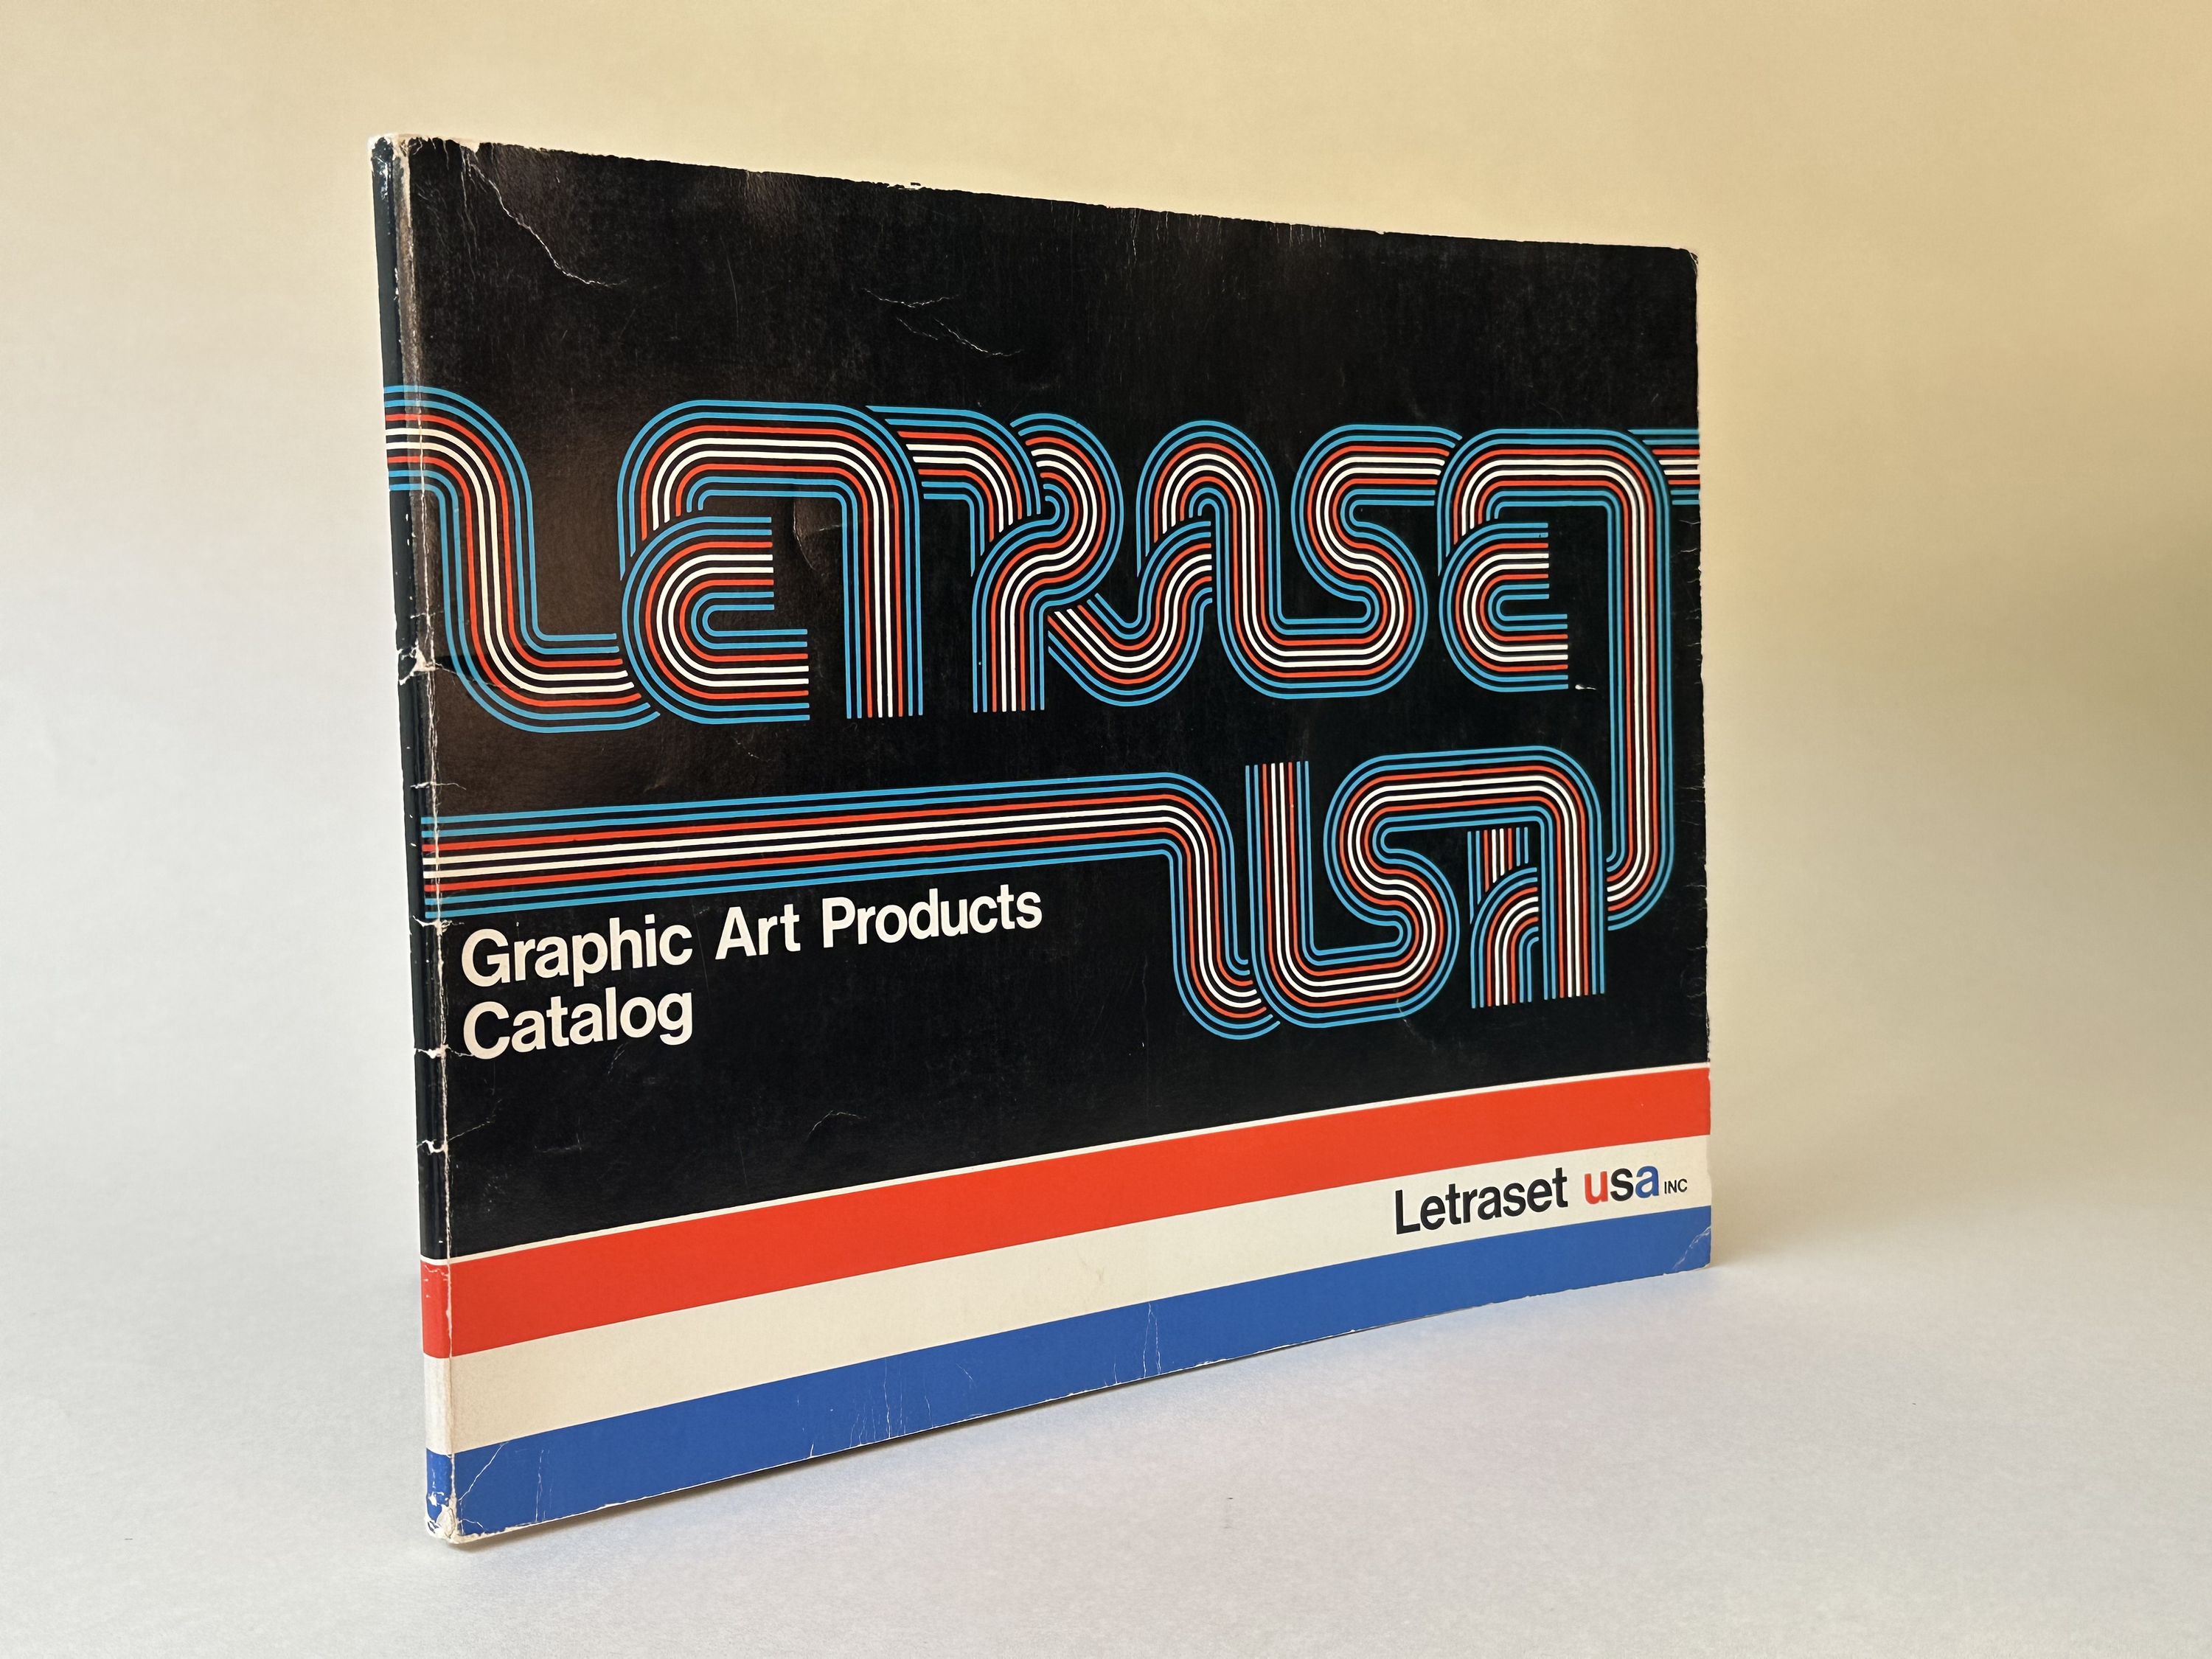 LETRASET
USA
Graphic Art Products
Catalog
Letraset usa INC